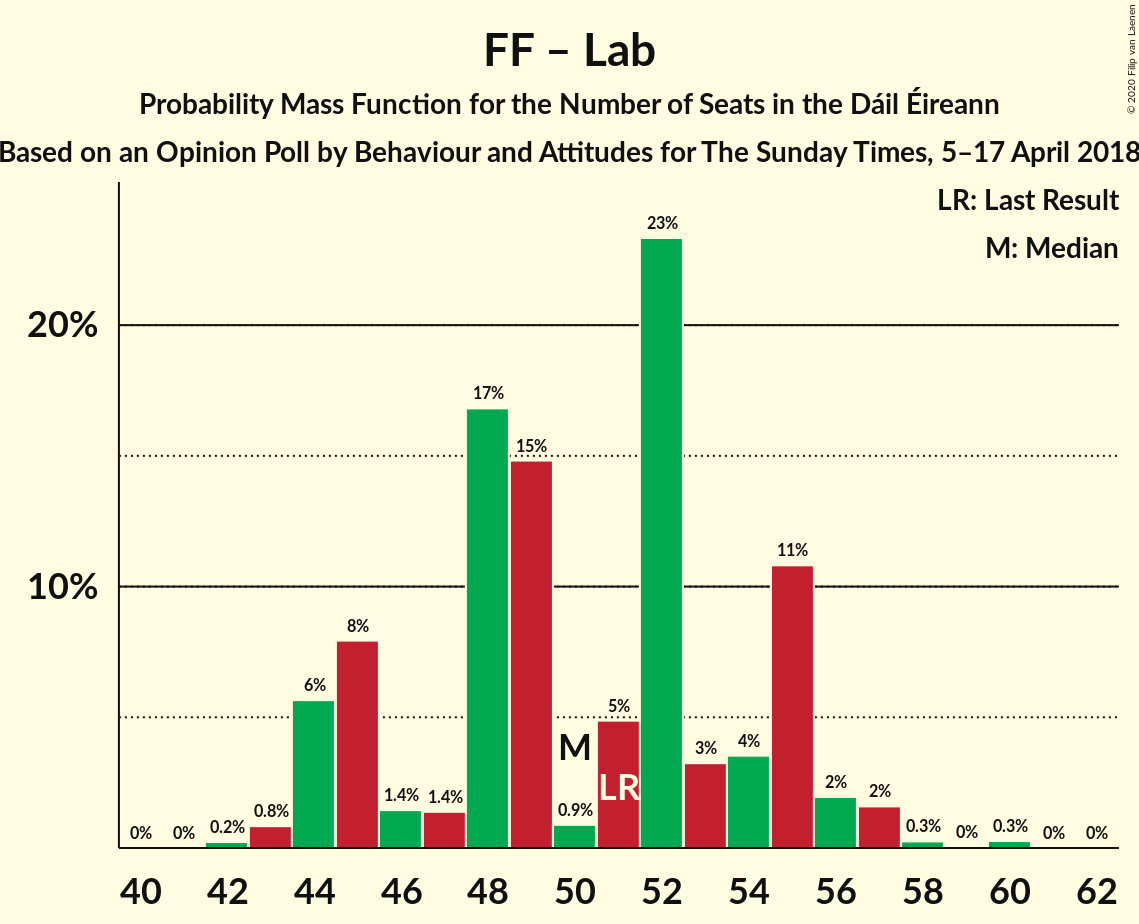 FF – Lab
Probability Mass Function for the Number of Seats in the Dáil Éireann
Based on an Opinion Poll by Behaviour and Attitudes for The Sunday Times, 5–17 April 2018
© 2020 Filip van Laenen
LR: Last Result
M: Median
20%
10%
0% 0% 0.2% 0.8% 6% 8% 1.4% 1.4% 17% 15% 0.9% 5% 23% 3% 4% 11% 2% 2% 0.3% 0% 0.3% 0% 0%
M
LR
40 42 44 46 48 50 52 54 56 58 60 62